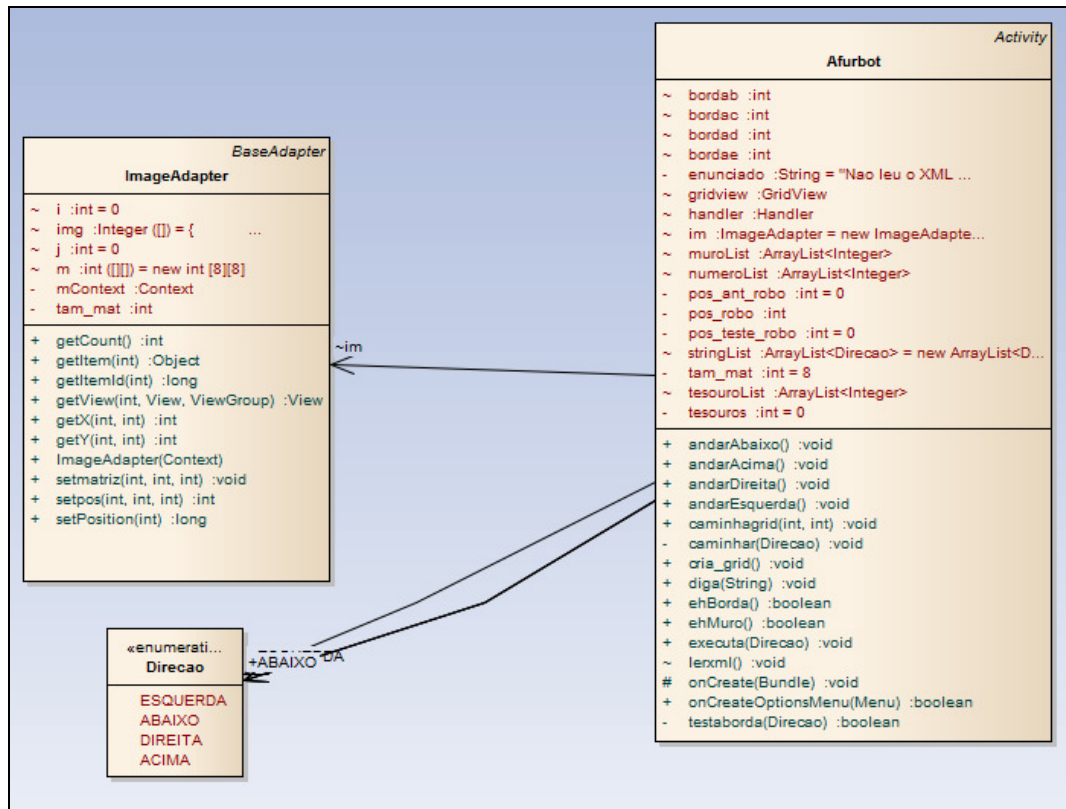 BaseAdapter
ImageAdapter
~ i :int = 0
~ img :Integer ([]) = { ...
~ j :int = 0
~ m :int ([][]) = new int [8][8]
- mContext :Context
- tam_mat :int
+ getCount() :int
+ getItem(int) :Object
+ getItemId(int) :long
+ getView(int, View, ViewGroup) :View
+ getX(int, int) :int
+ getY(int, int) :int
+ ImageAdapter(Context)
+ setmatriz(int, int, int) :void
+ setpos(int, int, int) :int
+ setPosition(int) :long
~im
Activity
Afurbot
~ bordab :int
~ bordac :int
~ bordad :int
~ bordae :int
- enunciado :String = "Nao leu o XML ...
~ gridview :GridView
~ handler :Handler
~ im :ImageAdapter = new ImageAdapte...
~ muroList :ArrayList<Integer>
~ numeroList :ArrayList<Integer>
- pos_ant_robo :int = 0
- pos_robo :int
- pos_teste_robo :int = 0
~ stringList :ArrayList<Direcao> = new ArrayList<D...
- tam_mat :int = 8
~ tesouroList :ArrayList<Integer>
- tesouros :int = 0
+ andarAbaixo() :void
+ andarAcima() :void
+ andarDireita() :void
+ andarEsquerda() :void
+ caminhagrid(int, int) :void
- caminhar(Direcao) :void
+ cria_grid() :void
+ diga(String) :void
+ ehBorda() :boolean
+ ehMuro() :boolean
+ executa(Direcao) :void
~ lerxml() :void
# onCreate(Bundle) :void
+ onCreateOptionsMenu(Menu) :boolean
- testaborda(Direcao) :boolean
«enumerati...
Direcao
ESQUERDA
ABAIXO
DIREITA
ACIMA
+ABAIXO DA